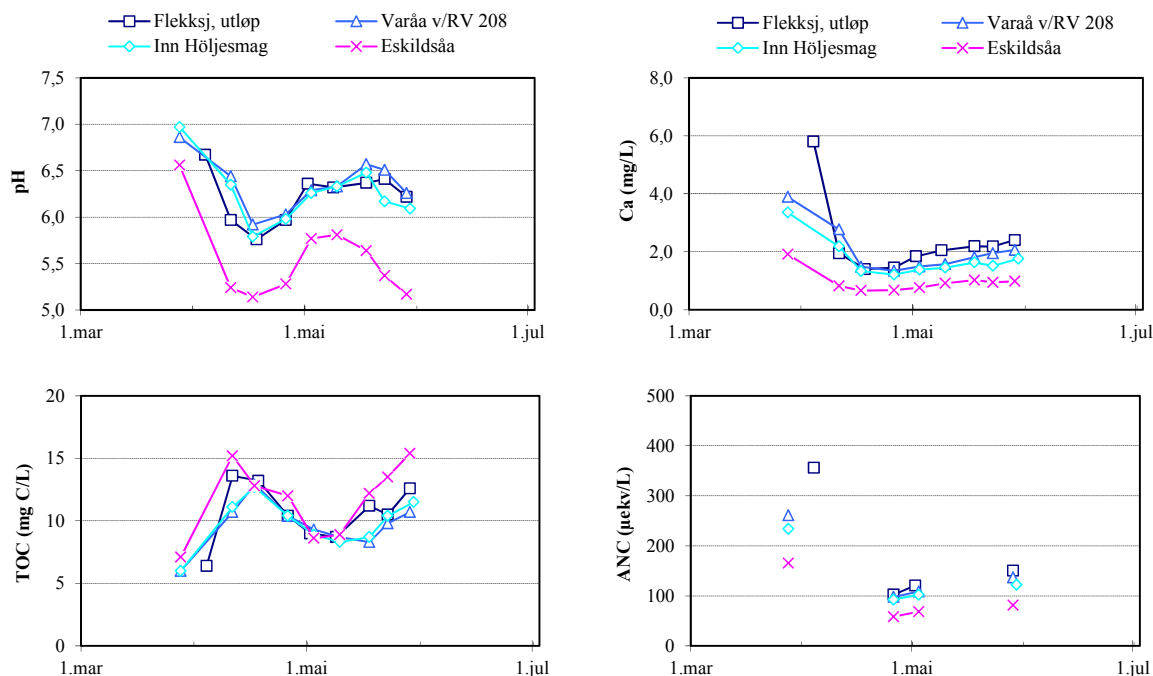 Flekksj, utløp Varåa v/RV 208
Inn Höljesmag Eskildsåa
7,5
7,0
6,5
6,0
5,5
5,0
pH
1.mar 1.mai 1.jul
Flekksj, utløp Varaå v/RV 208
Inn Höljesmag Eskildsåa
8,0
6,0
4,0
2,0
0,0
Ca (mg/L)
1.mar 1.mai 1.jul
20
15
10
5
0
TOC (mg C/L)
1.mar 1.mai 1.jul
500
400
300
200
100
0
ANC (µekv/L)
1.mar 1.mai 1.jul